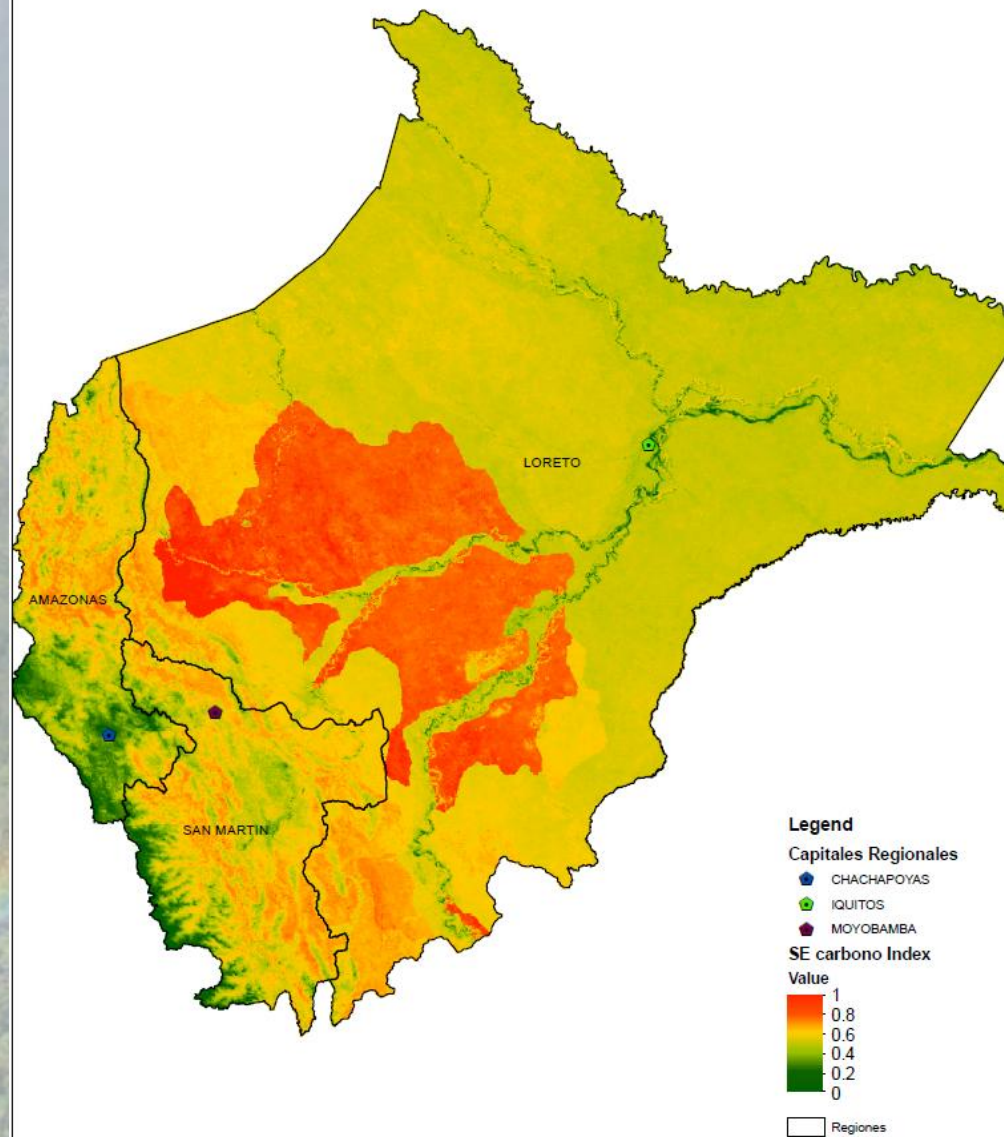 LORETO
AMAZONAS
SAN MARTIN
Legend
Capitales Regionales
CHACHAPOYAS
IQUITOS
MOYOBAMBA
SE carbono Index
Value
1
0.8
0.6
0.4
0.2
0
Regiones